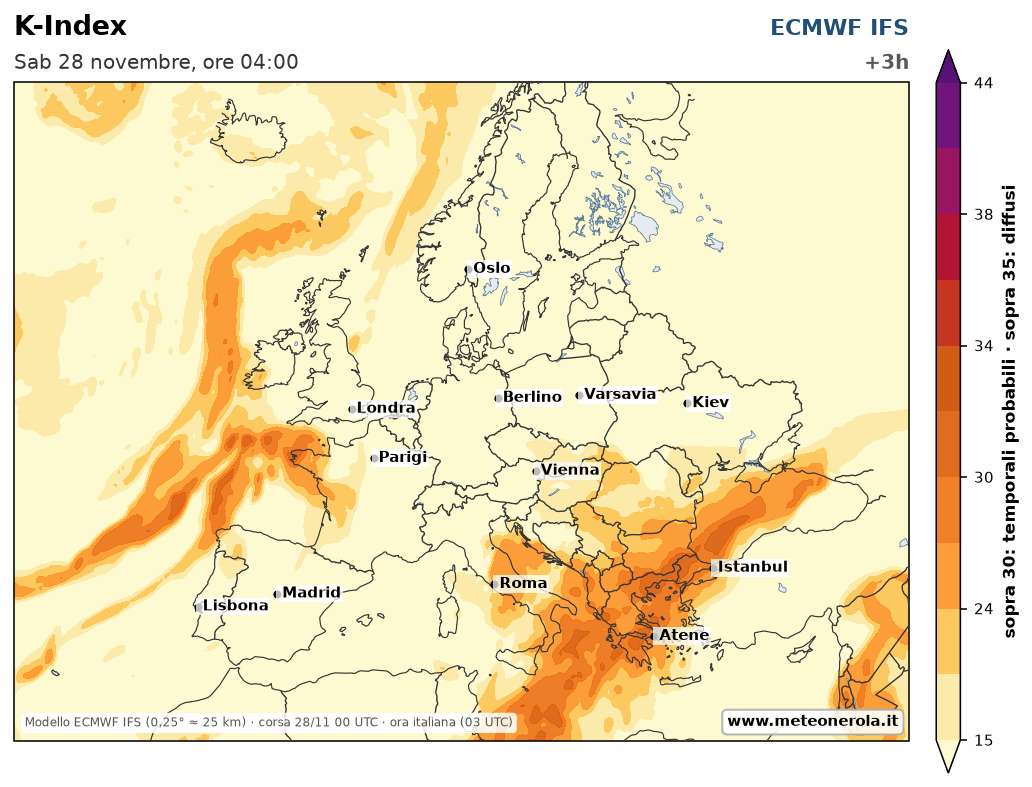 K-Index
ECMWF IFS
Sab 28 novembre, ore 04:00
+3h
44
38
34
30
24
15
sopra 30: temporali probabili · sopra 35: diffusi
Oslo
Berlino
Varsavia
Kiev
Londra
Parigi
Vienna
Istanbul
Roma
Madrid
Lisbona
Atene
Modello ECMWF IFS (0,25° ≈ 25 km) · corsa 28/11 00 UTC · ora italiana (03 UTC)
www.meteonerola.it